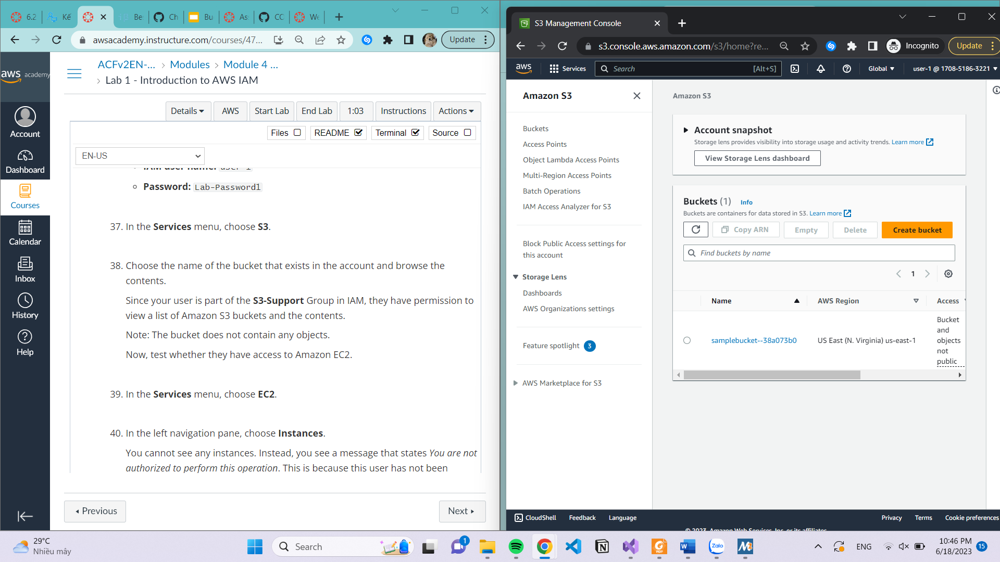 6.2
Kế
Be
Ch
Bu
As
CC
We
awsacademy.instructure.com/courses/47...
Update
aws academy
Account
Dashboard
Courses
Calendar
Inbox
History
Help
ACFv2EN-... > Modules > Module 4 ...
> Lab 1 - Introduction to AWS IAM
Details
AWS
Start Lab
End Lab
1:03
Instructions
Actions
Files
README
Terminal
Source
EN-US
IAM user name: user-1
Password: Lab-Password1
37. In the Services menu, choose S3.
38. Choose the name of the bucket that exists in the account and browse the
contents.
Since your user is part of the S3-Support Group in IAM, they have permission to
view a list of Amazon S3 buckets and the contents.
Note: The bucket does not contain any objects.
Now, test whether they have access to Amazon EC2.
39. In the Services menu, choose EC2.
40. In the left navigation pane, choose Instances.
You cannot see any instances. Instead, you see a message that states You are not
authorized to perform this operation. This is because this user has not been
Previous
Next
S3 Management Console
s3.console.aws.amazon.com/s3/home?re...
Incognito
Update
aws
Services
Search
[Alt+S]
Global
user-1 @ 1708-5186-3221
Amazon S3
Buckets
Access Points
Object Lambda Access Points
Multi-Region Access Points
Batch Operations
IAM Access Analyzer for S3
Block Public Access settings for
this account
Storage Lens
Dashboards
AWS Organizations settings
Feature spotlight 3
AWS Marketplace for S3
Amazon S3
Account snapshot
Storage lens provides visibility into storage usage and activity trends. Learn more
View Storage Lens dashboard
Buckets (1) Info
Buckets are containers for data stored in S3. Learn more
Copy ARN
Empty
Delete
Create bucket
Find buckets by name
1
Name
AWS Region
Access
samplebucket--38a073b0
US East (N. Virginia) us-east-1
Bucket
and
objects
not
public
CloudShell
Feedback
Language
Privacy
Terms
Cookie preferences
© 2023, Amazon Web Services, Inc. or its affiliates.
29°C
Nhiều mây
Search
1
Zalo
ENG
10:46 PM
6/18/2023
15